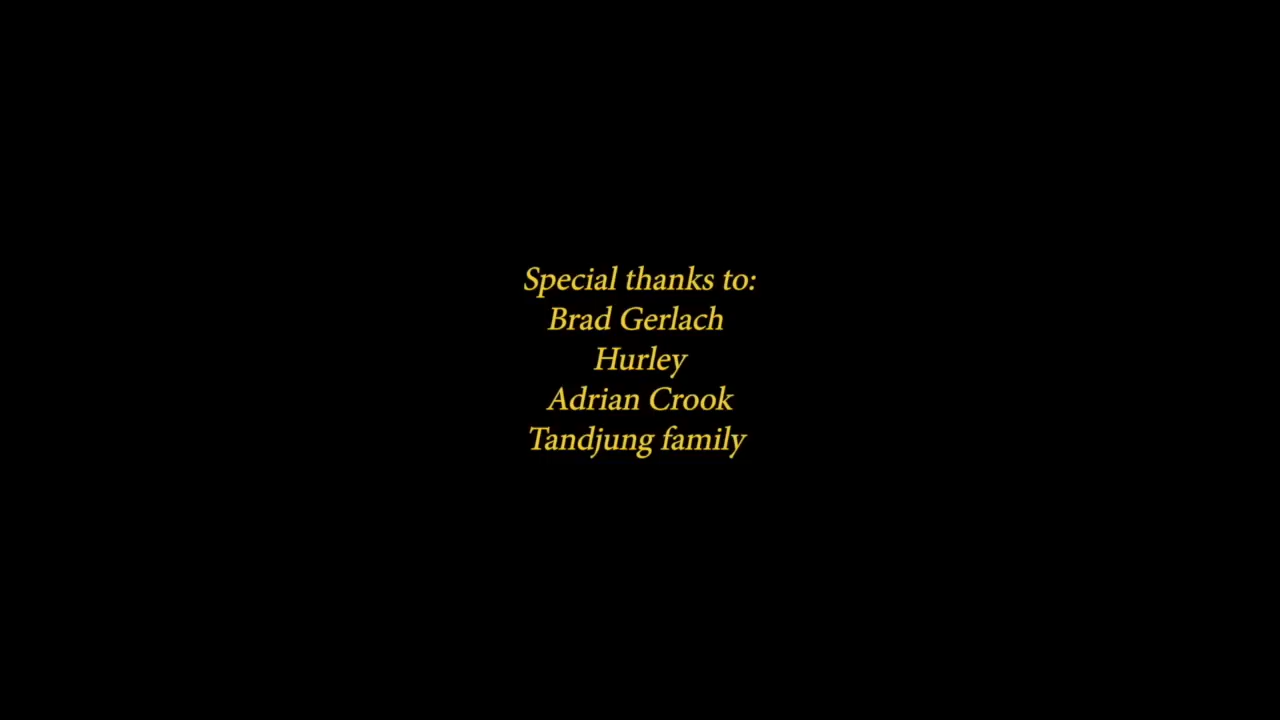 Special thanks to:
Brad Gerlach
Hurley
Adrian Crook
Tandjung family